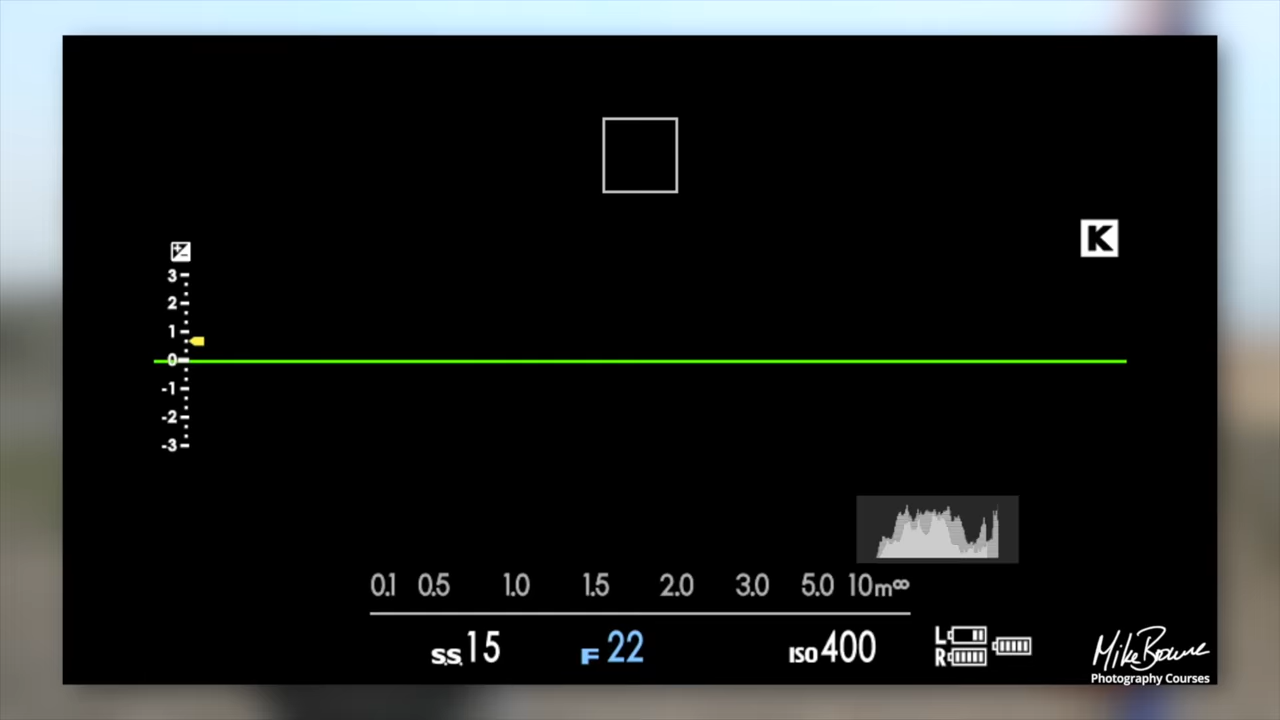 K
3
2
1
0
-1
-2
-3
0.1 0.5 1.0 1.5 2.0 3.0 5.0 10m∞
SS 15 F 22 ISO 400 L R
Mike Browne
Photography Courses